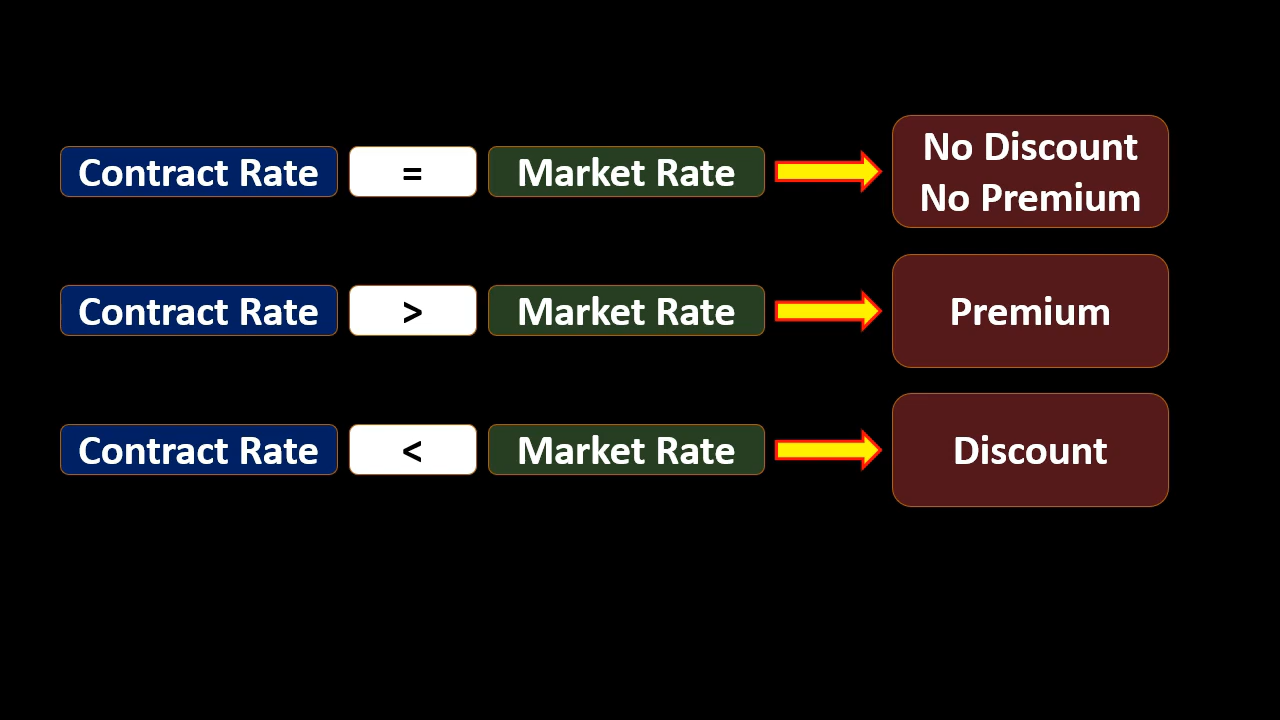 Contract Rate = Market Rate No Discount
No Premium
Contract Rate > Market Rate Premium
Contract Rate < Market Rate Discount